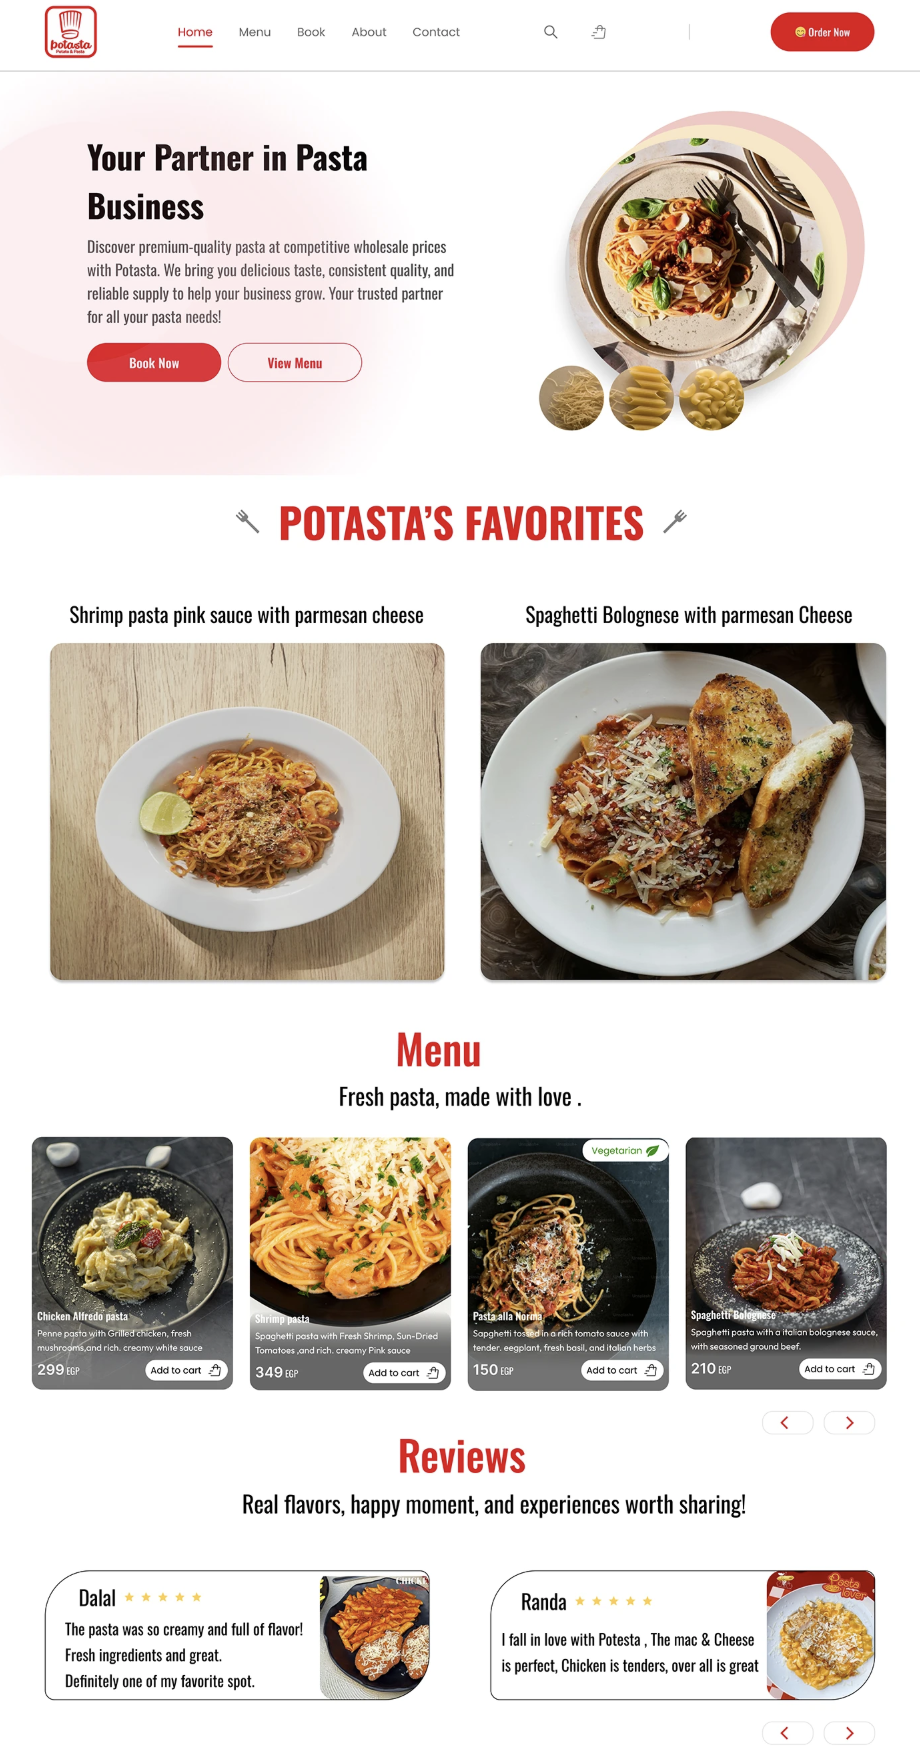 potasta
Potato & Pasta
Home
Menu
Book
About
Contact
Order Now
Your Partner in Pasta
Business
Discover premium-quality pasta at competitive wholesale prices
with Potasta. We bring you delicious taste, consistent quality, and
reliable supply to help your business grow. Your trusted partner
for all your pasta needs!
Book Now
View Menu
POTASTA'S FAVORITES
Shrimp pasta pink sauce with parmesan cheese
Spaghetti Bolognese with parmesan Cheese
Menu
Fresh pasta, made with love .
Chicken Alfredo pasta
Penne pasta with Grilled chicken, fresh
mushrooms,and rich. creamy white sauce
299 EGP
Add to cart
Shrimp pasta
Spaghetti pasta with Fresh Shrimp, Sun-Dried
Tomatoes ,and rich. creamy Pink sauce
349 EGP
Add to cart
Vegetarian
Pasta alla Norma
Sapghetti tossed in a rich tomato sauce with
tender. eegplant, fresh basil, and italian herbs
150 EGP
Add to cart
Spaghetti Bolognese
Spaghetti pasta with a italian bolognese sauce,
with seasoned ground beef.
210 EGP
Add to cart
Reviews
Real flavors, happy moment, and experiences worth sharing!
Dalal
The pasta was so creamy and full of flavor!
Fresh ingredients and great.
Definitely one of my favorite spot.
Randa
I fall in love with Potesta , The mac & Cheese
is perfect, Chicken is tenders, over all is great
Pasta
lover